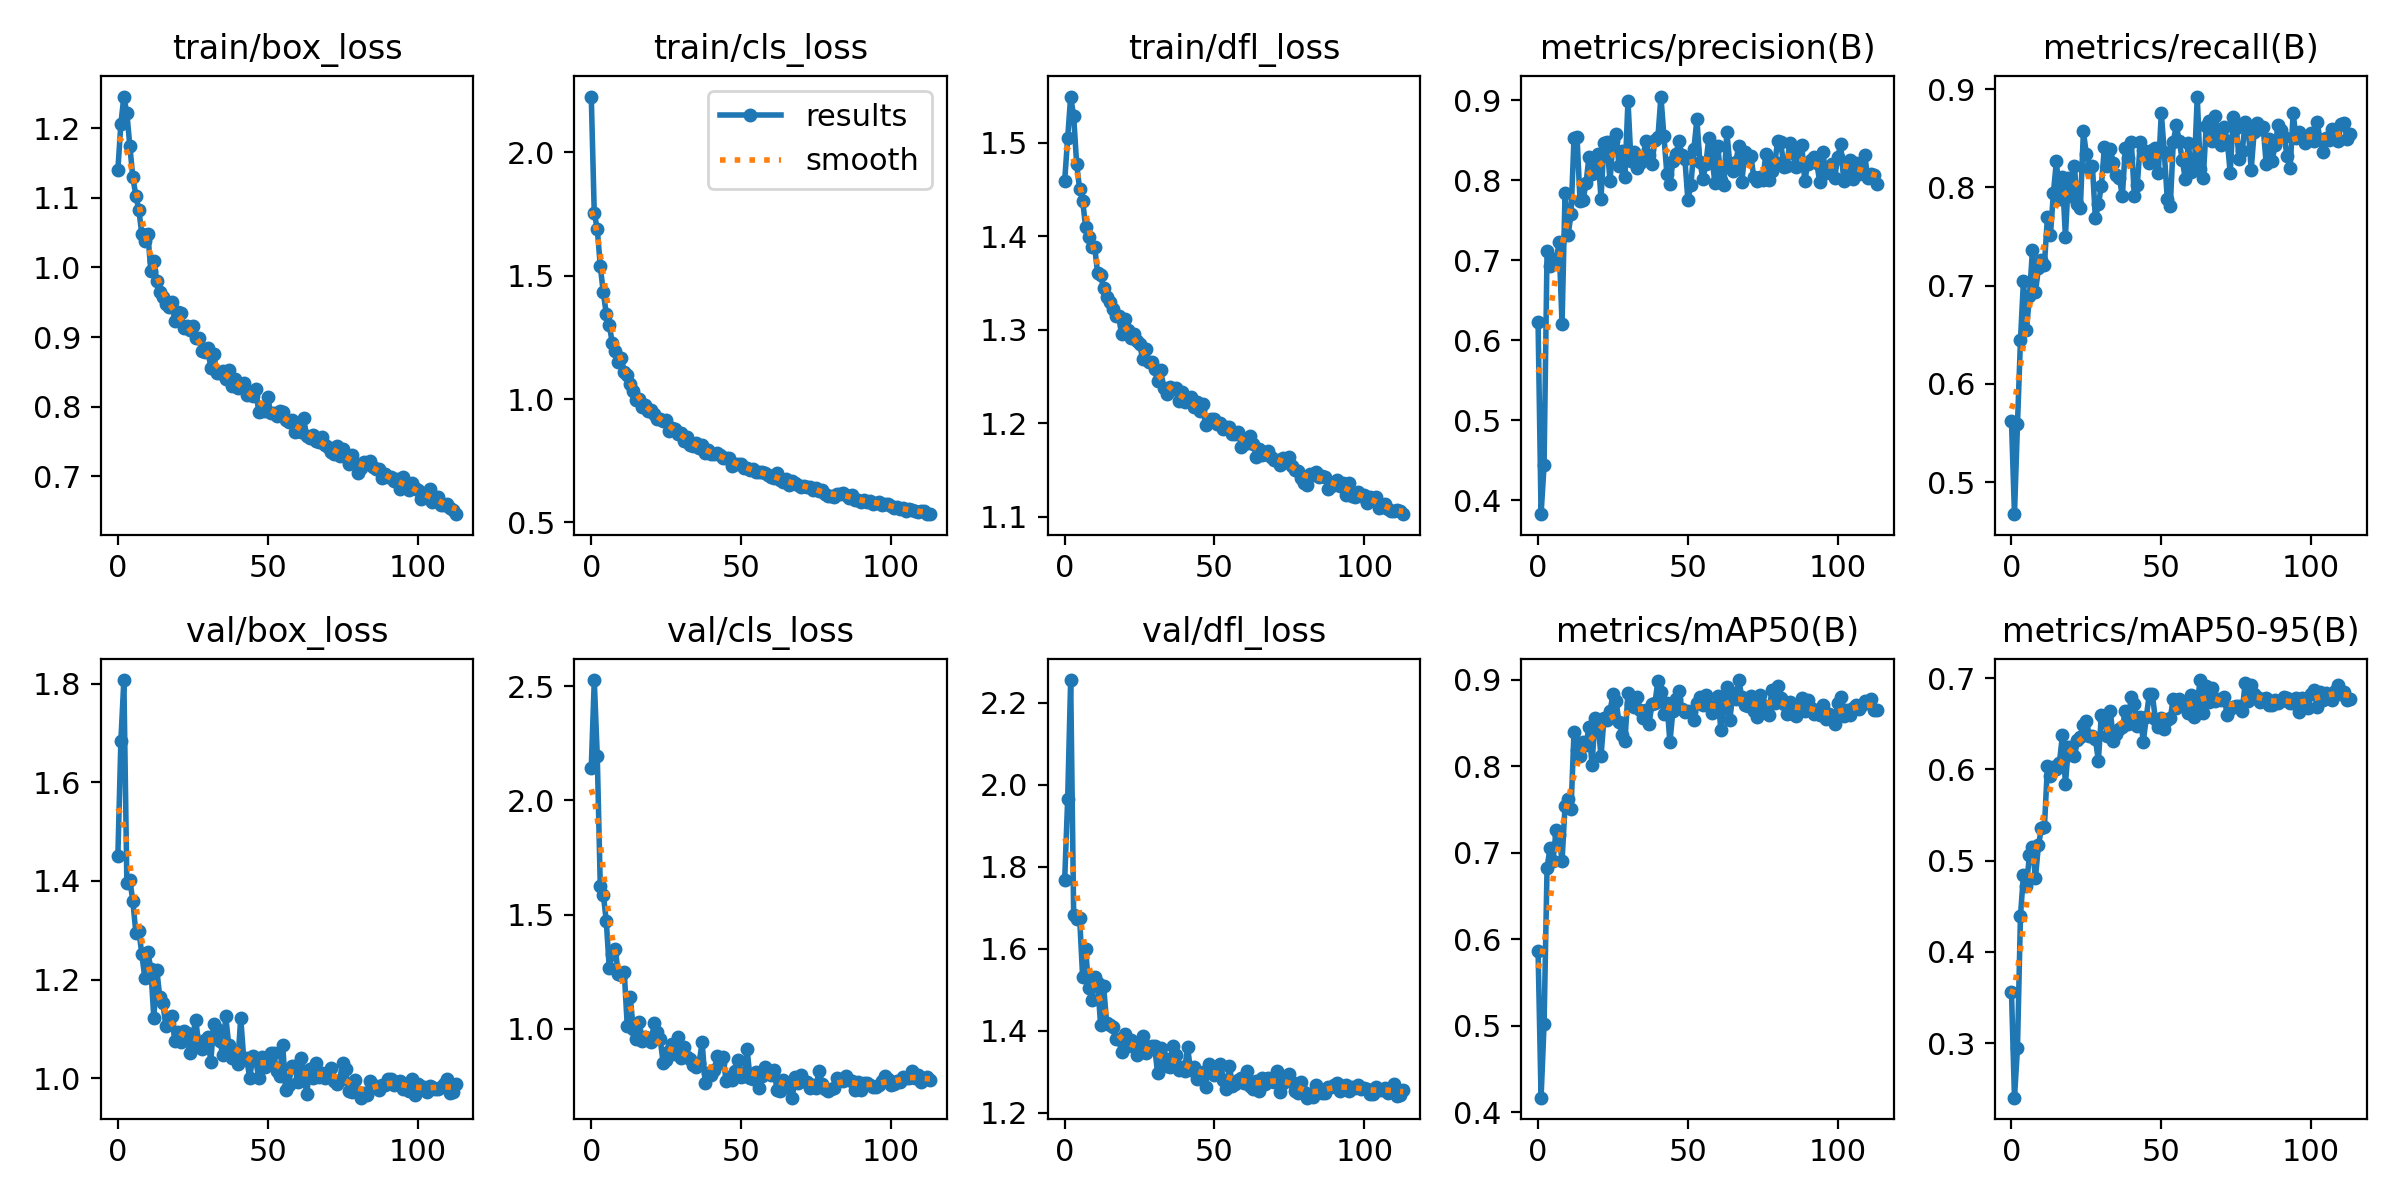 train/box_loss
1.2
1.1
1.0
0.9
0.8
0.7
0 50 100
train/cls_loss
results
smooth
2.0
1.5
1.0
0.5
0 50 100
train/dfl_loss
1.5
1.4
1.3
1.2
1.1
0 50 100
metrics/precision(B)
0.9
0.8
0.7
0.6
0.5
0.4
0 50 100
metrics/recall(B)
0.9
0.8
0.7
0.6
0.5
0 50 100
val/box_loss
1.8
1.6
1.4
1.2
1.0
0 50 100
val/cls_loss
2.5
2.0
1.5
1.0
0 50 100
val/dfl_loss
2.2
2.0
1.8
1.6
1.4
1.2
0 50 100
metrics/mAP50(B)
0.9
0.8
0.7
0.6
0.5
0.4
0 50 100
metrics/mAP50-95(B)
0.7
0.6
0.5
0.4
0.3
0 50 100